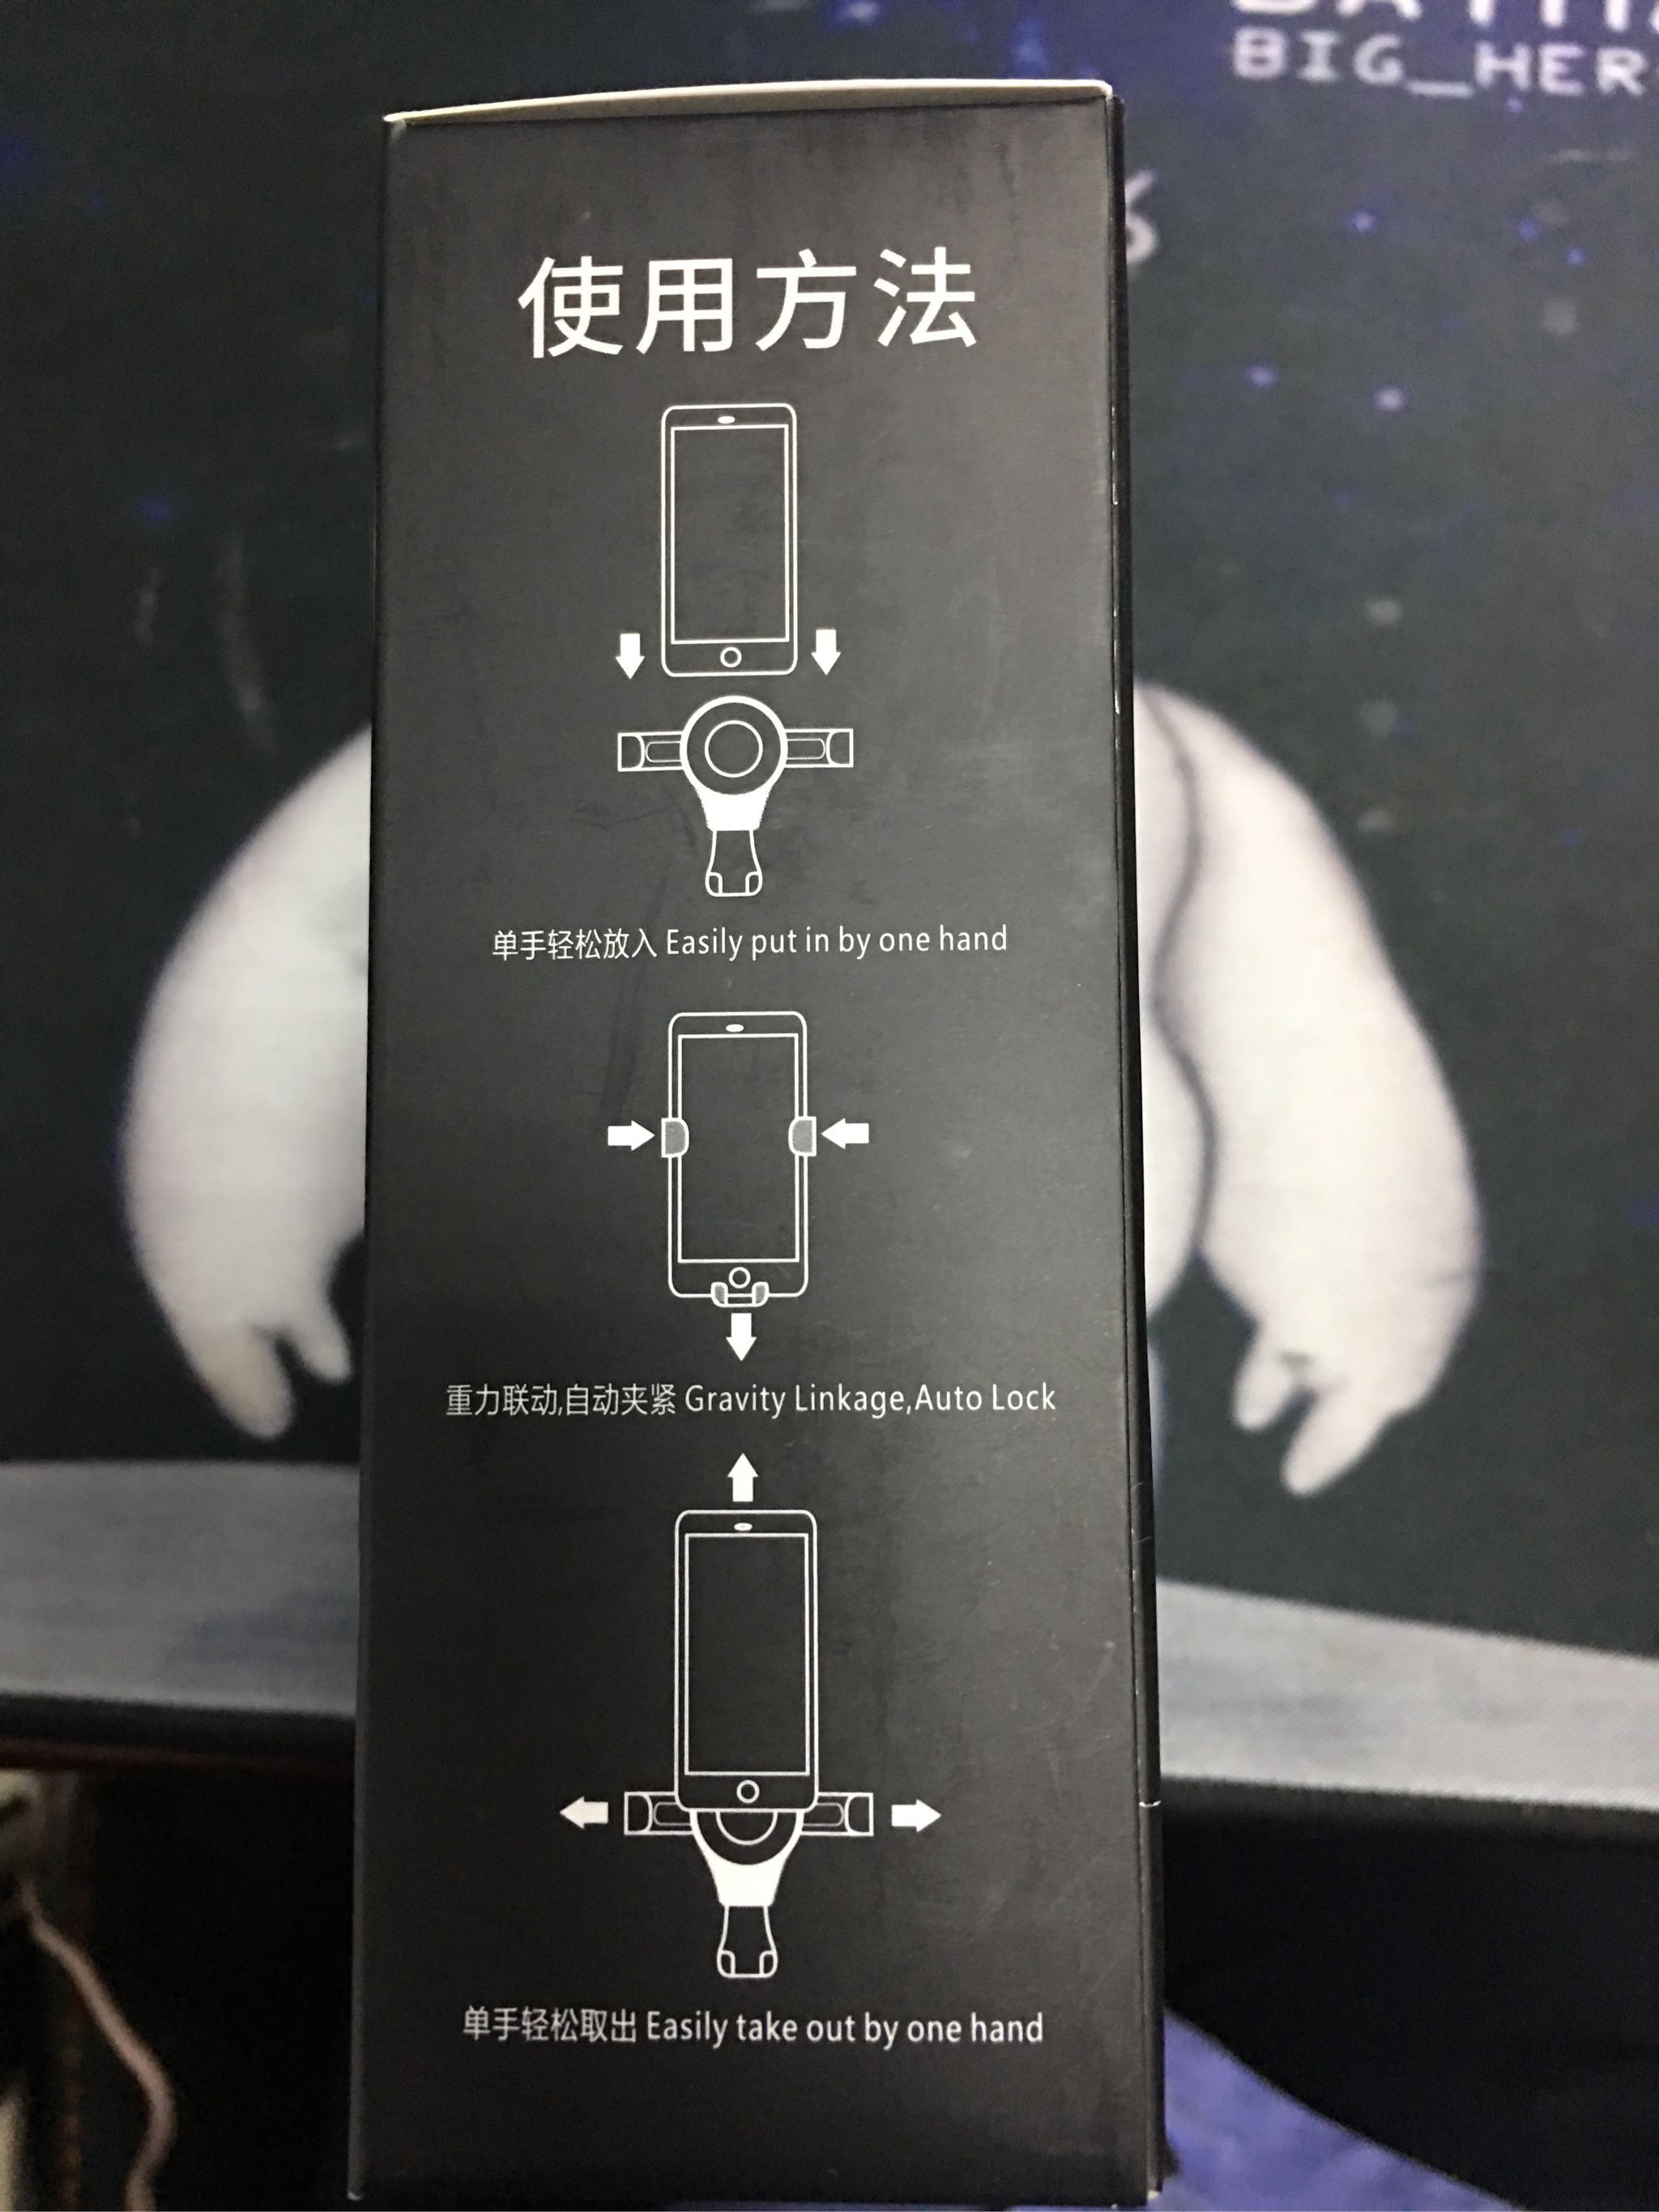 BIG_HER
6
使用方法
单手轻松放入 Easily put in by one hand
重力联动,自动夹紧 Gravity Linkage,Auto Lock
单手轻松取出 Easily take out by one hand